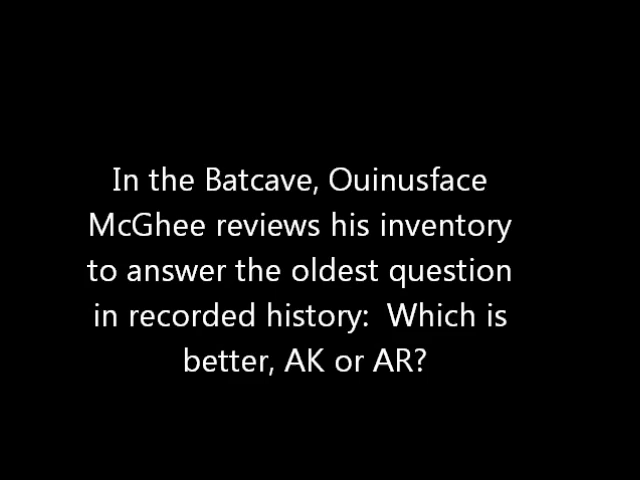 In the Batcave, Ouinusface
McGhee reviews his inventory
to answer the oldest question
in recorded history:  Which is
better, AK or AR?